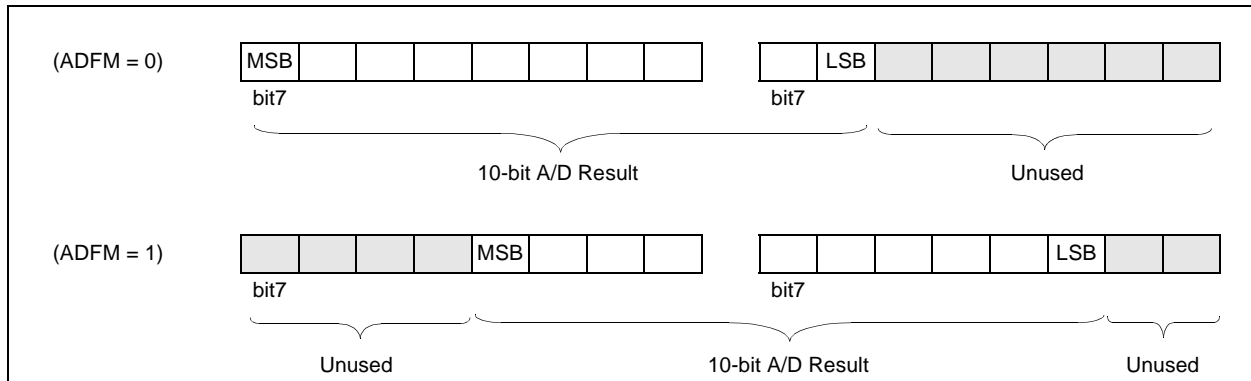 (ADFM = 0)
MSB
LSB
bit7
bit7
10-bit A/D Result
Unused
(ADFM = 1)
MSB
LSB
bit7
bit7
Unused
10-bit A/D Result
Unused